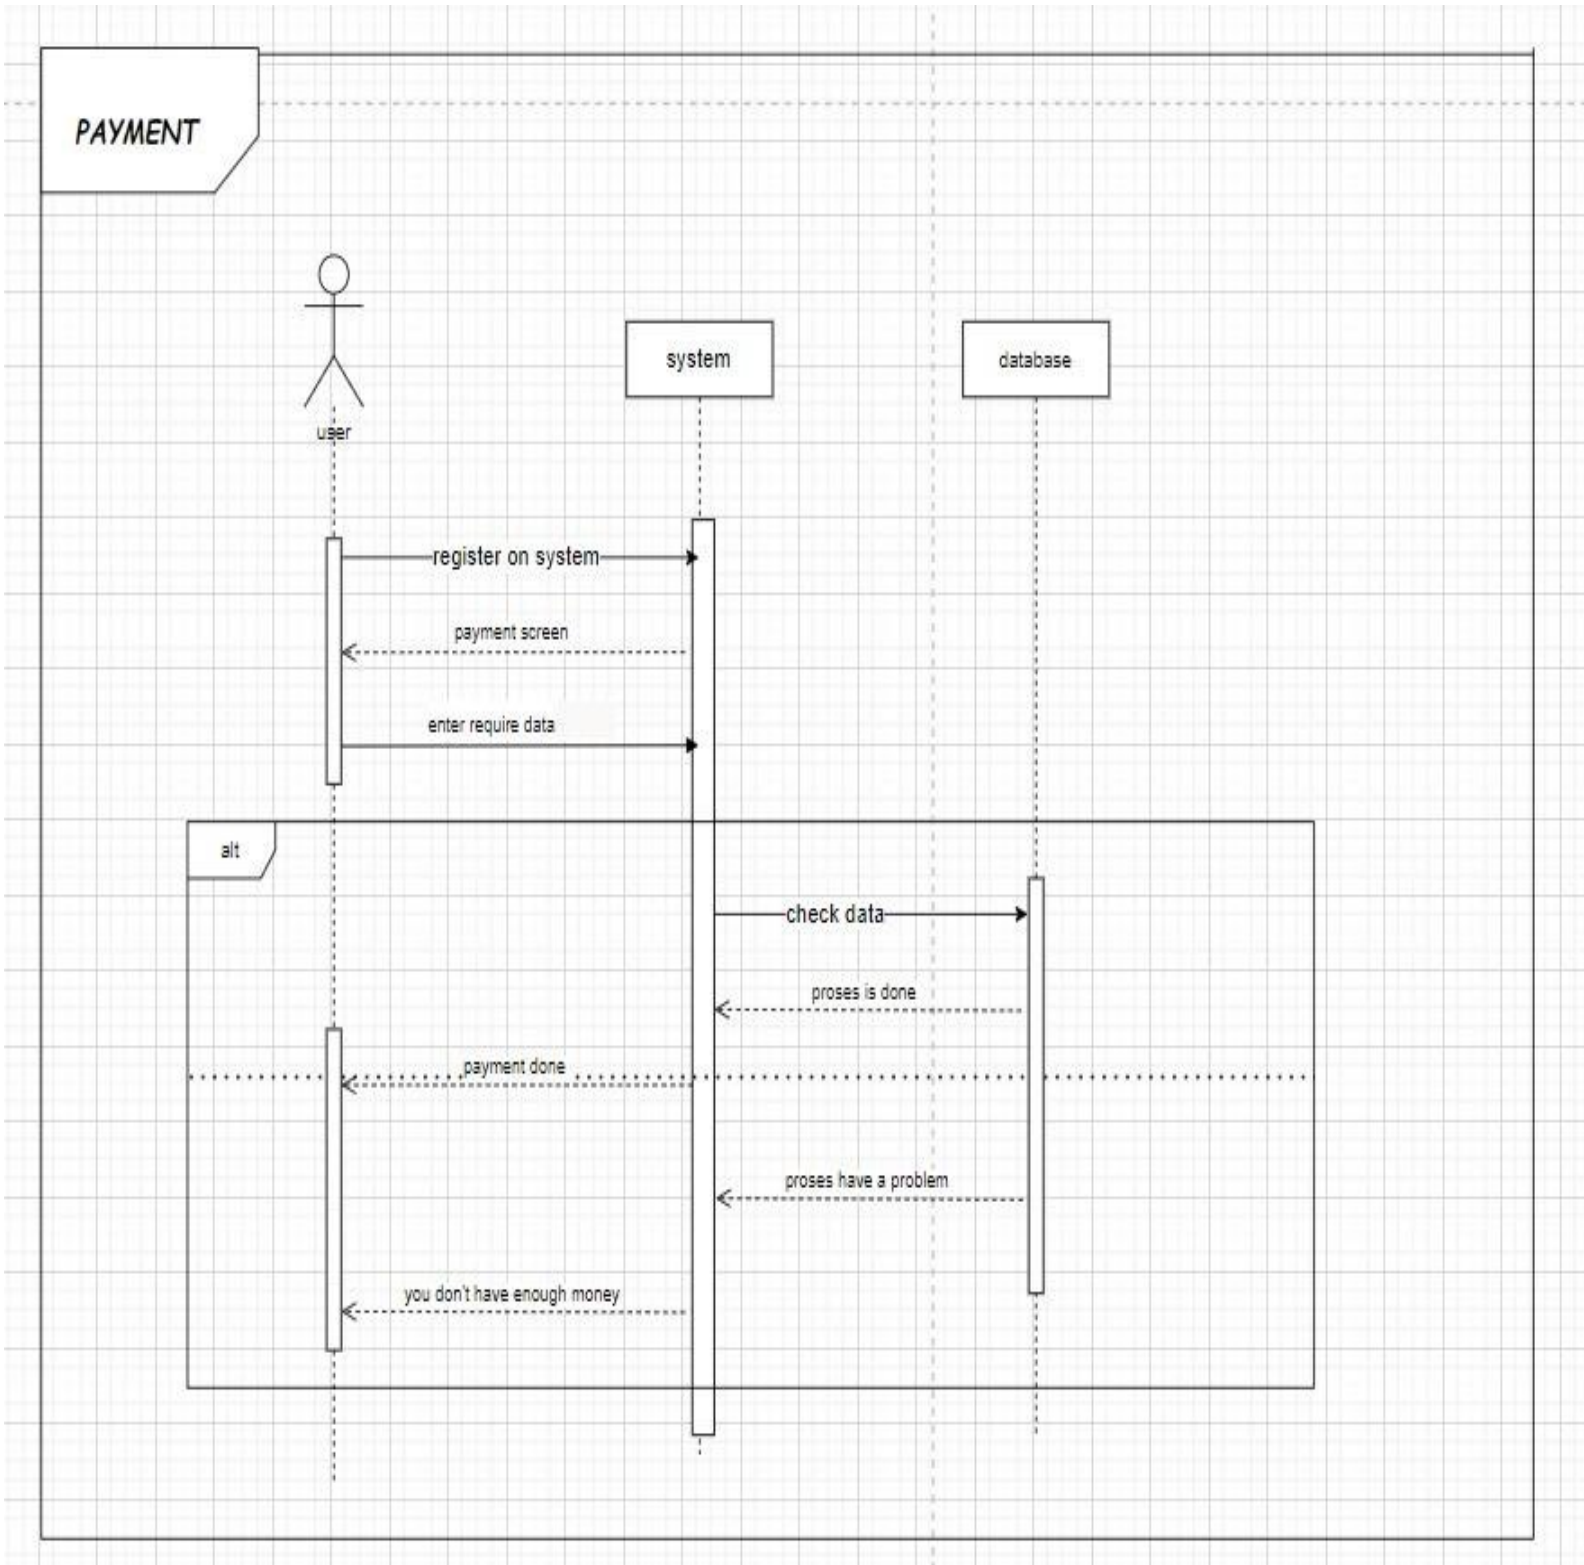 PAYMENT
user
system
database
register on system
payment screen
enter require data
alt
check data
proses is done
payment done
proses have a problem
you don't have enough money